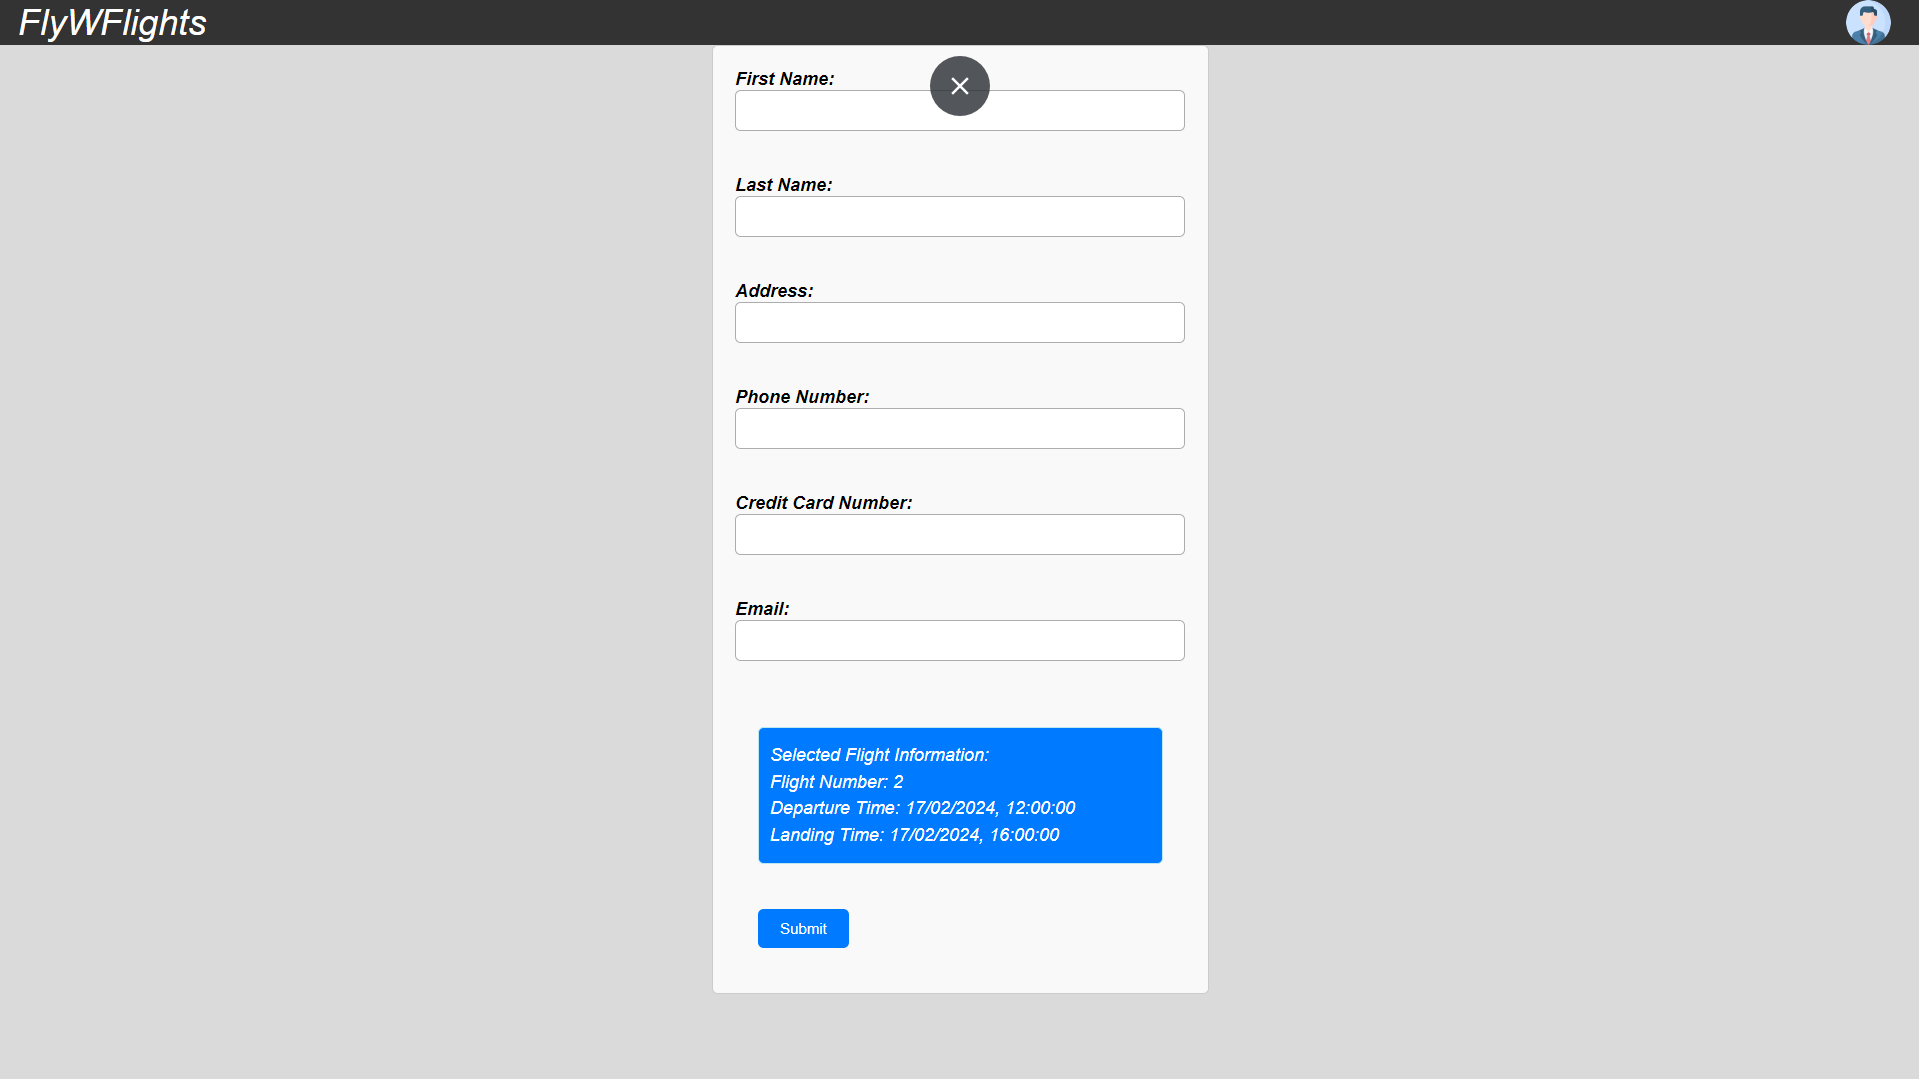 FlyWFlights
First Name:
Last Name:
Address:
Phone Number:
Credit Card Number:
Email:
Selected Flight Information:
Flight Number: 2
Departure Time: 17/02/2024, 12:00:00
Landing Time: 17/02/2024, 16:00:00
Submit